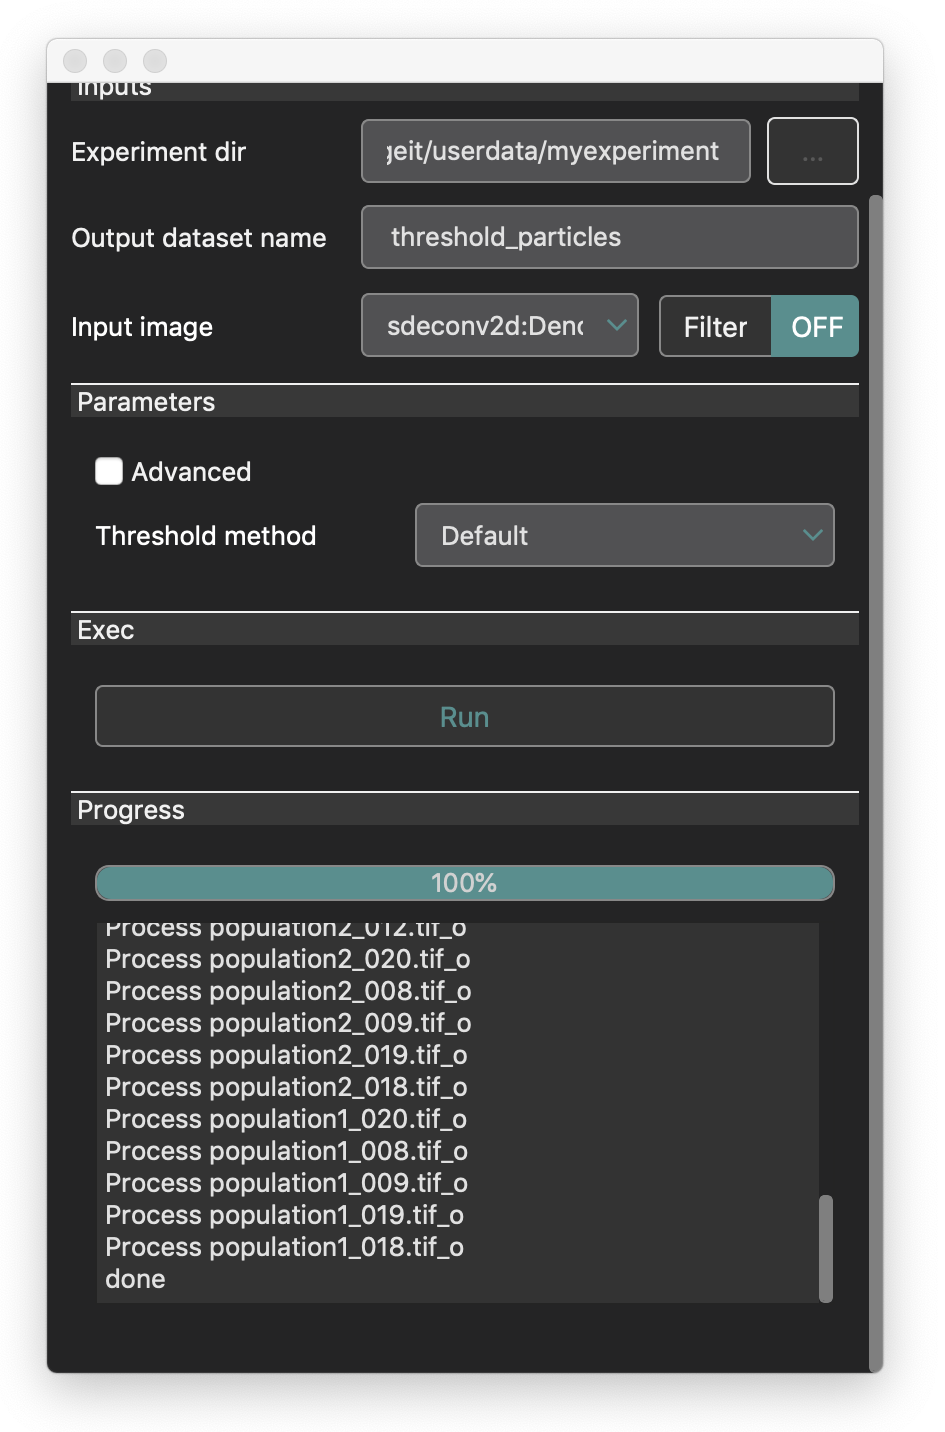 Inputs
Experiment dir
geit/userdata/myexperiment
...
Output dataset name
threshold_particles
Input image
sdeconv2d:Deno
Filter
OFF
Parameters
Advanced
Threshold method
Default
Exec
Run
Progress
100%
Process population2_012.tif_o
Process population2_020.tif_o
Process population2_008.tif_o
Process population2_009.tif_o
Process population2_019.tif_o
Process population2_018.tif_o
Process population1_020.tif_o
Process population1_008.tif_o
Process population1_009.tif_o
Process population1_019.tif_o
Process population1_018.tif_o
done